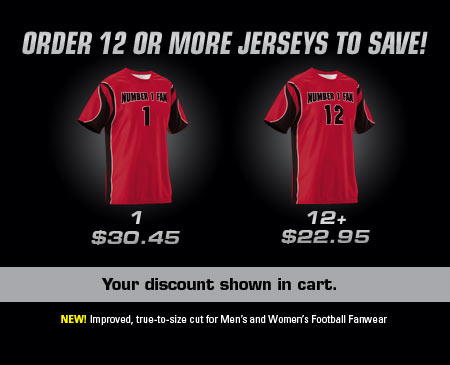 ORDER 12 OR MORE JERSEYS TO SAVE!
NUMBER 1 FAN
1
NUMBER 1 FAN
12
1
$30.45
12+
$22.95
Your discount shown in cart.
NEW! Improved, true-to-size cut for Men's and Women's Football Fanwear